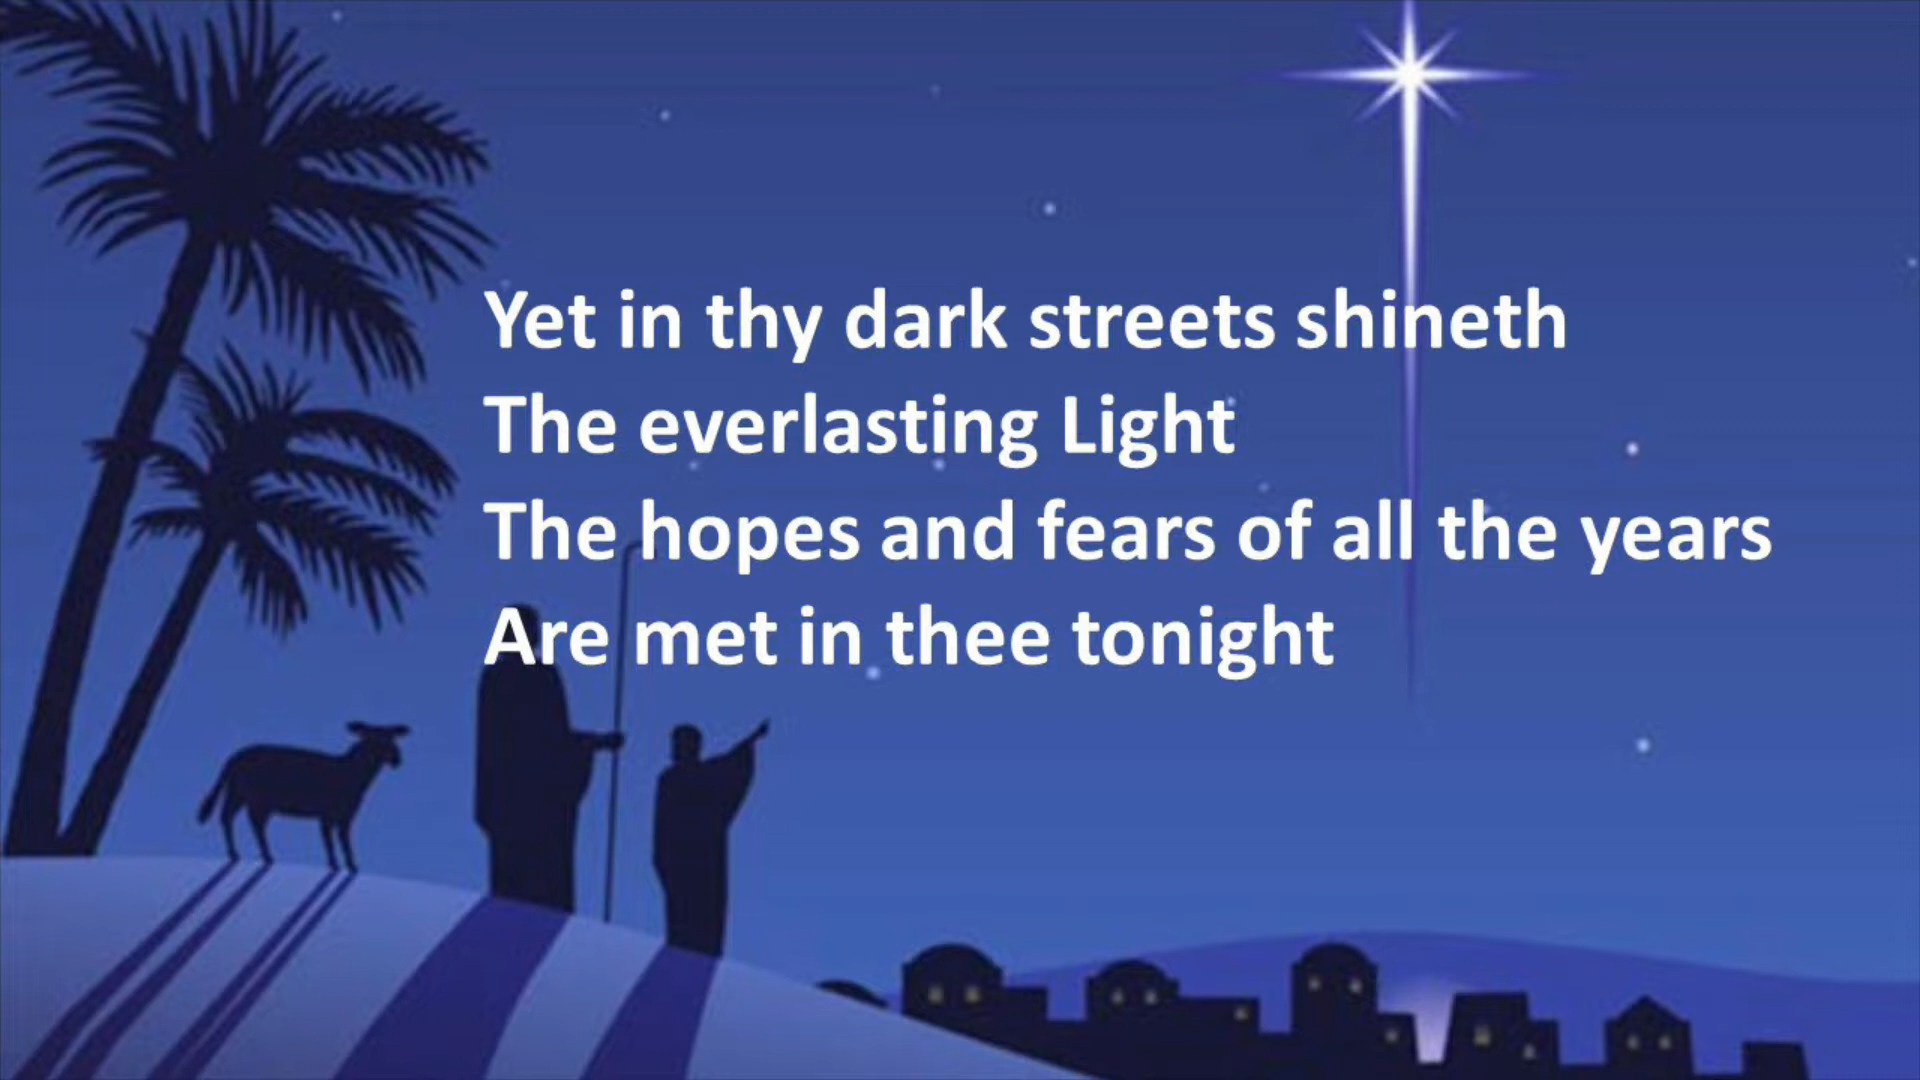 Yet in thy dark streets shineth
The everlasting Light
The hopes and fears of all the years
Are met in thee tonight